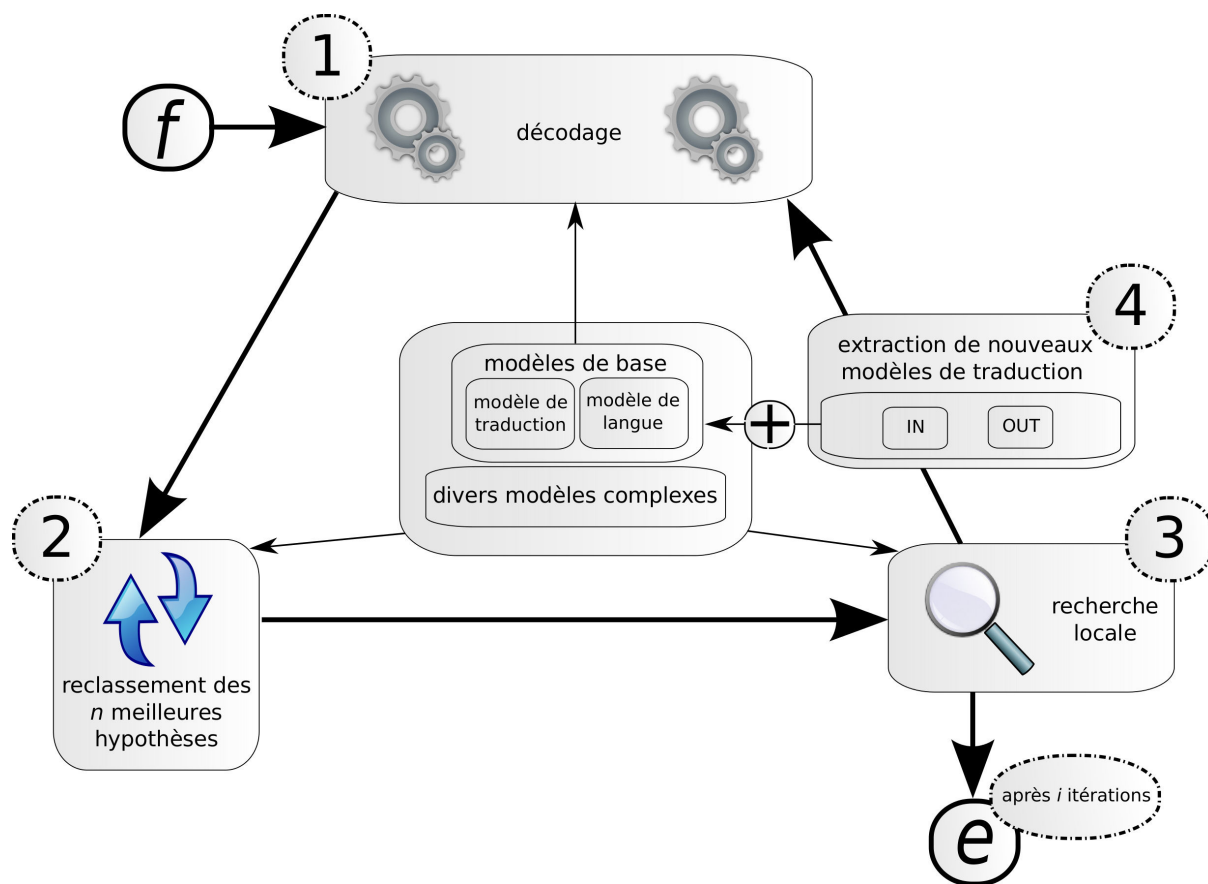 1
f
décodage
4
extraction de nouveaux
modèles de traduction
IN
OUT
modèles de base
modèle de
traduction
modèle de
langue
+
divers modèles complexes
2
reclassement des
n meilleures
hypothèses
3
recherche
locale
après i itérations
e